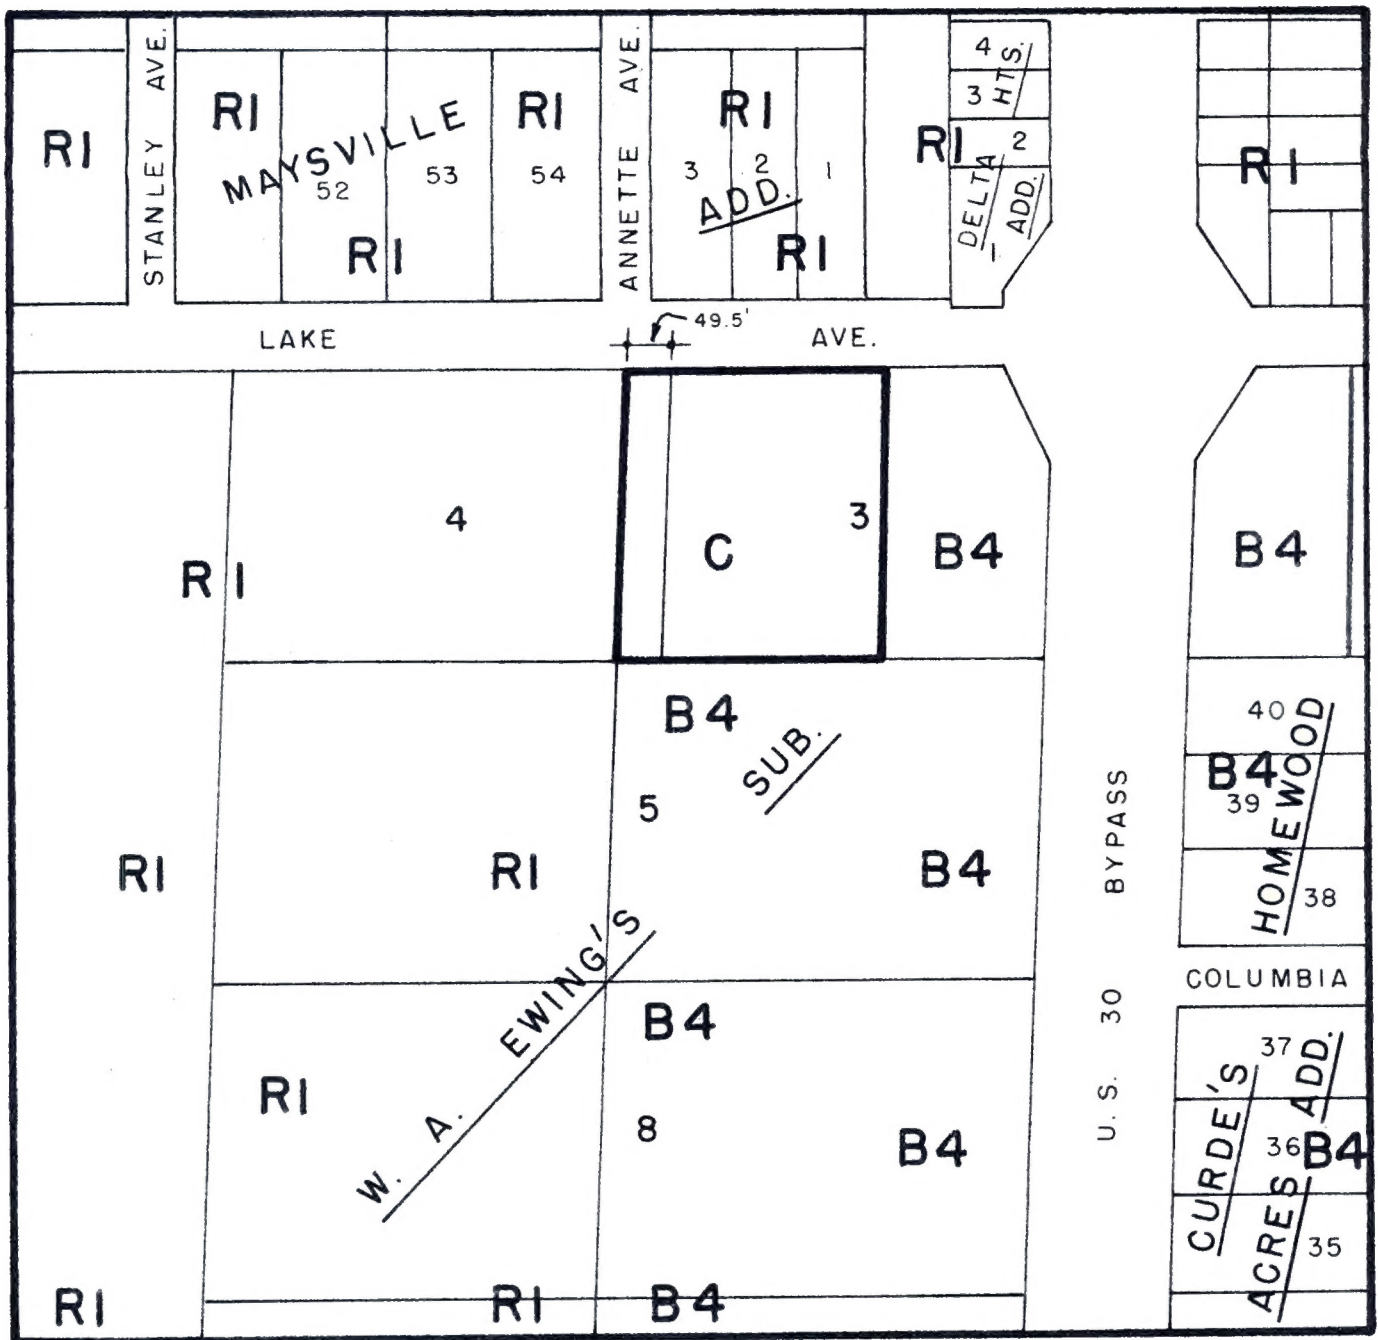 STANLEY AVE.
ANNETTE AVE.
4
3
HTS.
2
DELTA
1
ADD.
R1
R1
R1
R1
R1
R1
MAYSVILLE
52
53
54
R1
3
2
1
ADD.
R1
LAKE
49.5'
AVE.
4
3
C
B4
B4
R1
B4
SUB.
5
40
B4
39
HOMEWOOD
38
R1
R1
B4
U.S. 30 BYPASS
W. A. EWING'S
COLUMBIA
B4
R1
8
B4
37
CURDE'S
ACRES ADD.
36
B4
35
R1
R1
B4